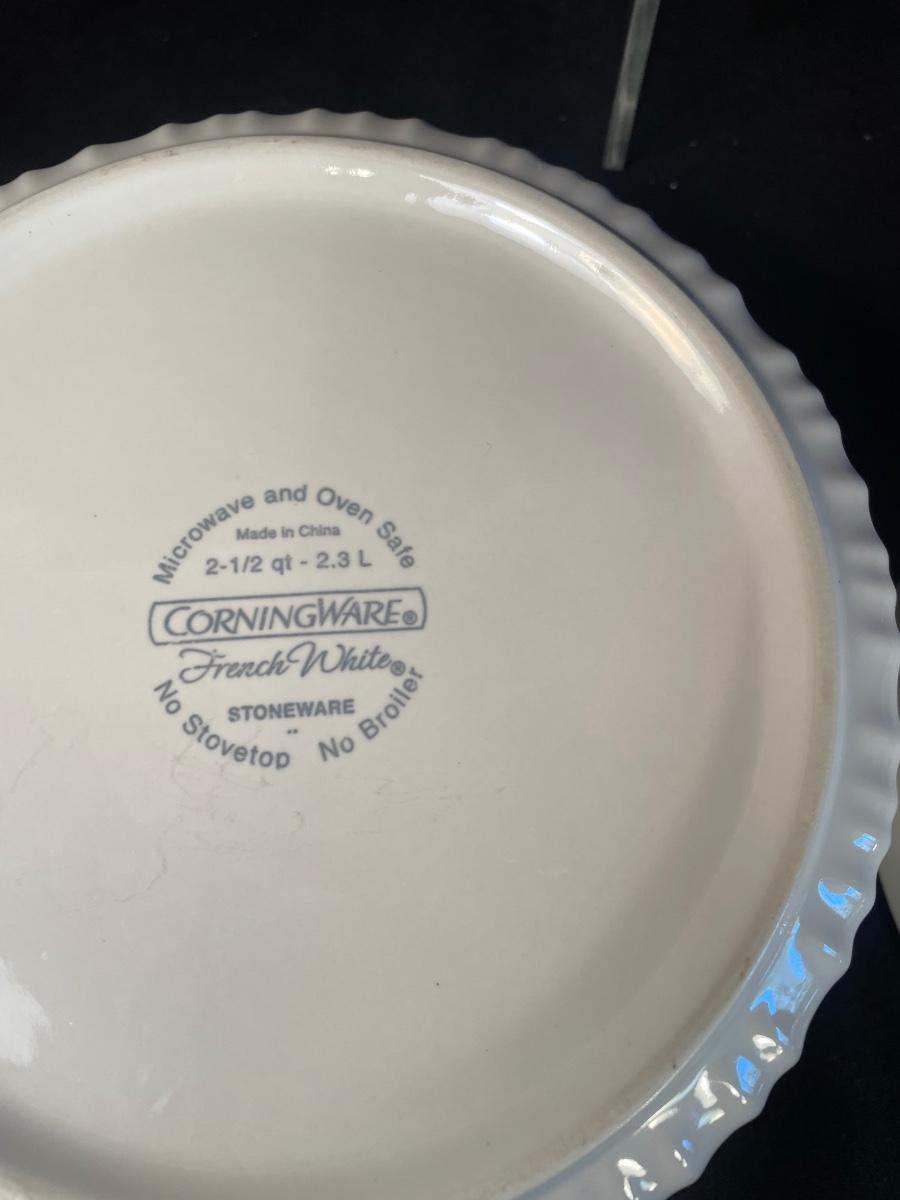 Microwave and Oven Safe
Made in China
2-1/2 qt - 2.3 L
CORNINGWARE®
French White®
STONEWARE
No Stovetop No Broiler